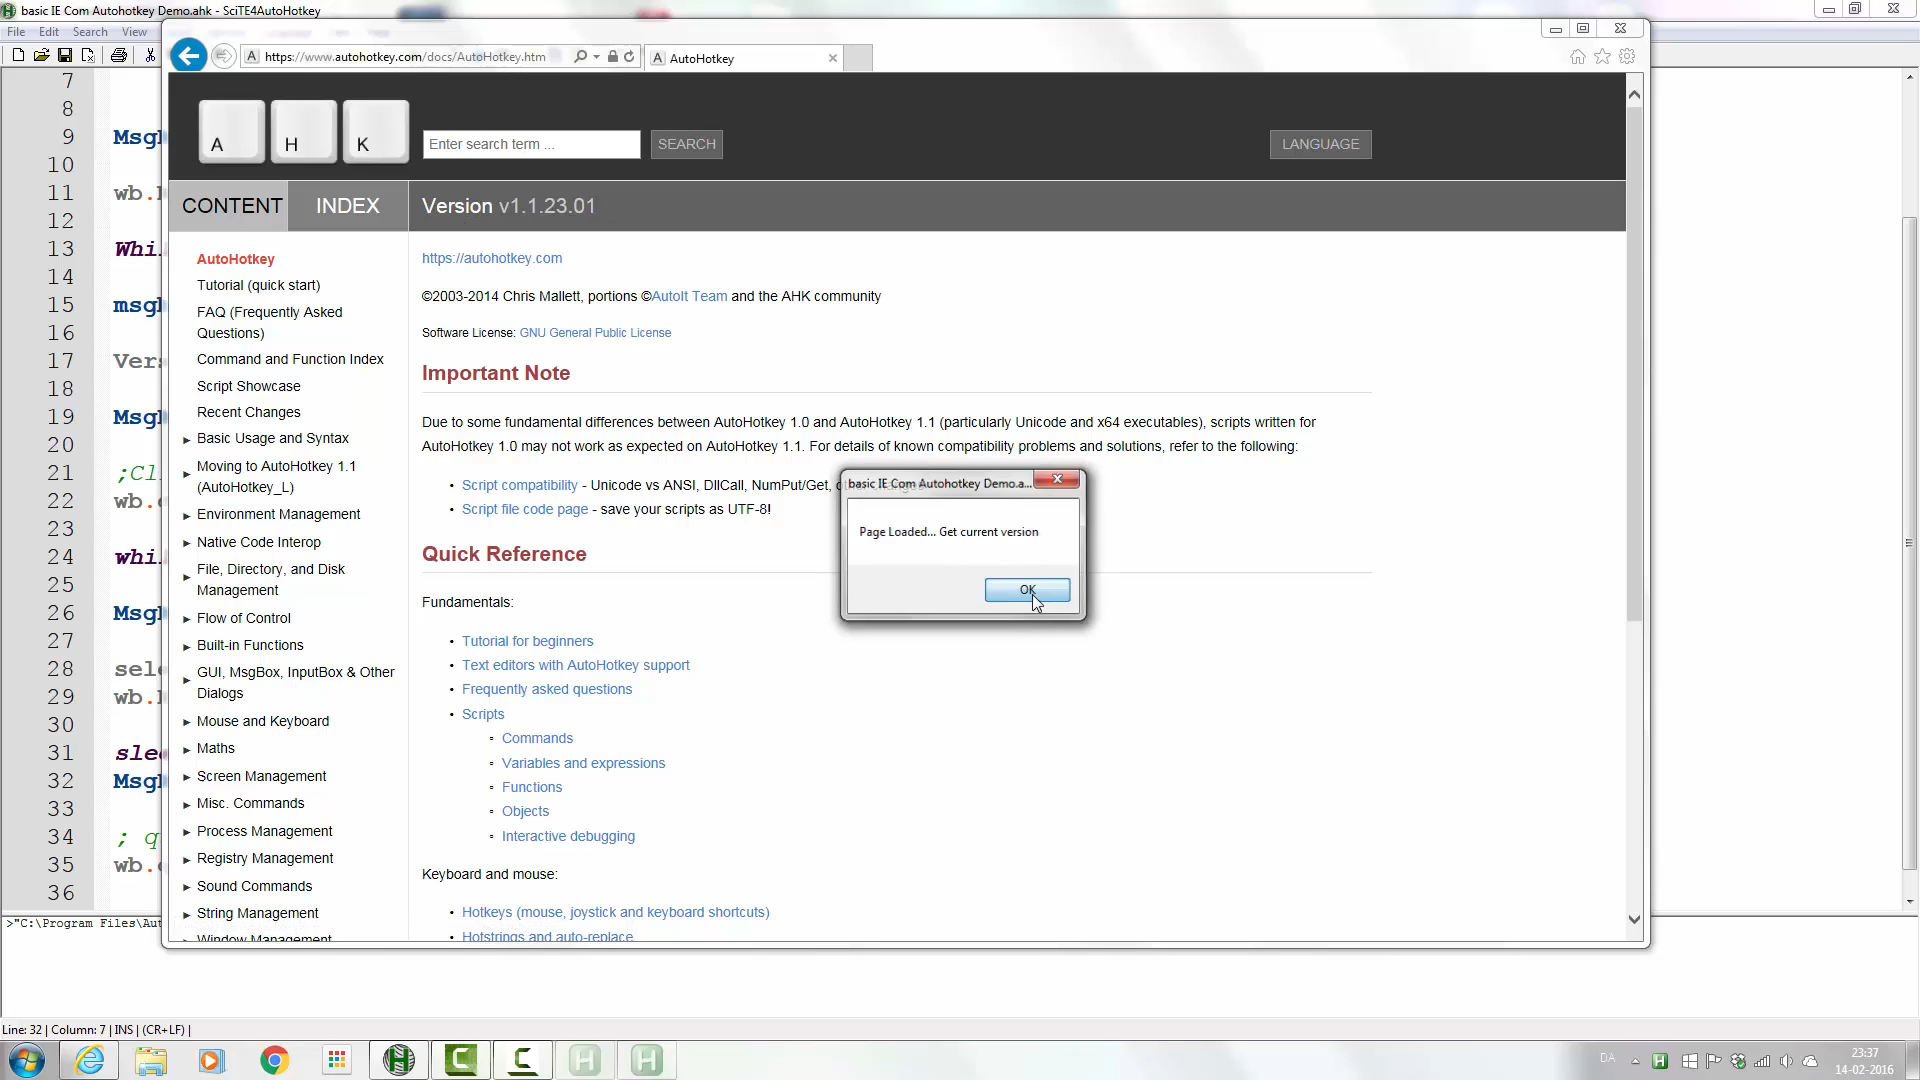 basic IE Com Autohotkey Demo.ahk - SciTE4AutoHotkey
File Edit Search View
https://www.autohotkey.com/docs/AutoHotkey.htm
AutoHotkey
A H K
Enter search term ...
SEARCH
LANGUAGE
CONTENT
INDEX
Version v1.1.23.01
7
8
9 Msg
10
11 wb.
12
13 Whi
14
15 msg
16
17 Ver
18
19 Msg
20
21 ;Cl
22 wb.
23
24 whi
25
26 Msg
27
28 sele
29 wb.
30
31 slee
32 Msg
33
34 ; q
35 wb.
36
AutoHotkey
Tutorial (quick start)
FAQ (Frequently Asked
Questions)
Command and Function Index
Script Showcase
Recent Changes
Basic Usage and Syntax
Moving to AutoHotkey 1.1
(AutoHotkey_L)
Environment Management
Native Code Interop
File, Directory, and Disk
Management
Flow of Control
Built-in Functions
GUI, MsgBox, InputBox & Other
Dialogs
Mouse and Keyboard
Maths
Screen Management
Misc. Commands
Process Management
Registry Management
Sound Commands
String Management
Window Management
https://autohotkey.com
©2003-2014 Chris Mallett, portions ©AutoIt Team and the AHK community
Software License: GNU General Public License
Important Note
Due to some fundamental differences between AutoHotkey 1.0 and AutoHotkey 1.1 (particularly Unicode and x64 executables), scripts written for
AutoHotkey 1.0 may not work as expected on AutoHotkey 1.1. For details of known compatibility problems and solutions, refer to the following:
• Script compatibility - Unicode vs ANSI, DllCall, NumPut/Get,
• Script file code page - save your scripts as UTF-8!
Quick Reference
Fundamentals:
• Tutorial for beginners
• Text editors with AutoHotkey support
• Frequently asked questions
• Scripts
◦ Commands
◦ Variables and expressions
◦ Functions
◦ Objects
◦ Interactive debugging
Keyboard and mouse:
• Hotkeys (mouse, joystick and keyboard shortcuts)
• Hotstrings and auto-replace
basic IE Com Autohotkey Demo.a...
Page Loaded... Get current version
OK
>"C:\Program Files\Aut
Line: 32 | Column: 7 | INS | (CR+LF) |
DA
23:37
14-02-2016